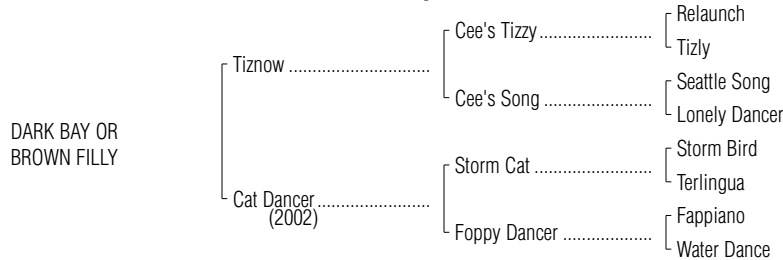 Relaunch
Cee's Tizzy
Tizly
Tiznow
Seattle Song
Cee's Song
Lonely Dancer
DARK BAY OR
BROWN FILLY
Storm Bird
Storm Cat
Terlingua
Cat Dancer
(2002)
Fappiano
Foppy Dancer
Water Dance